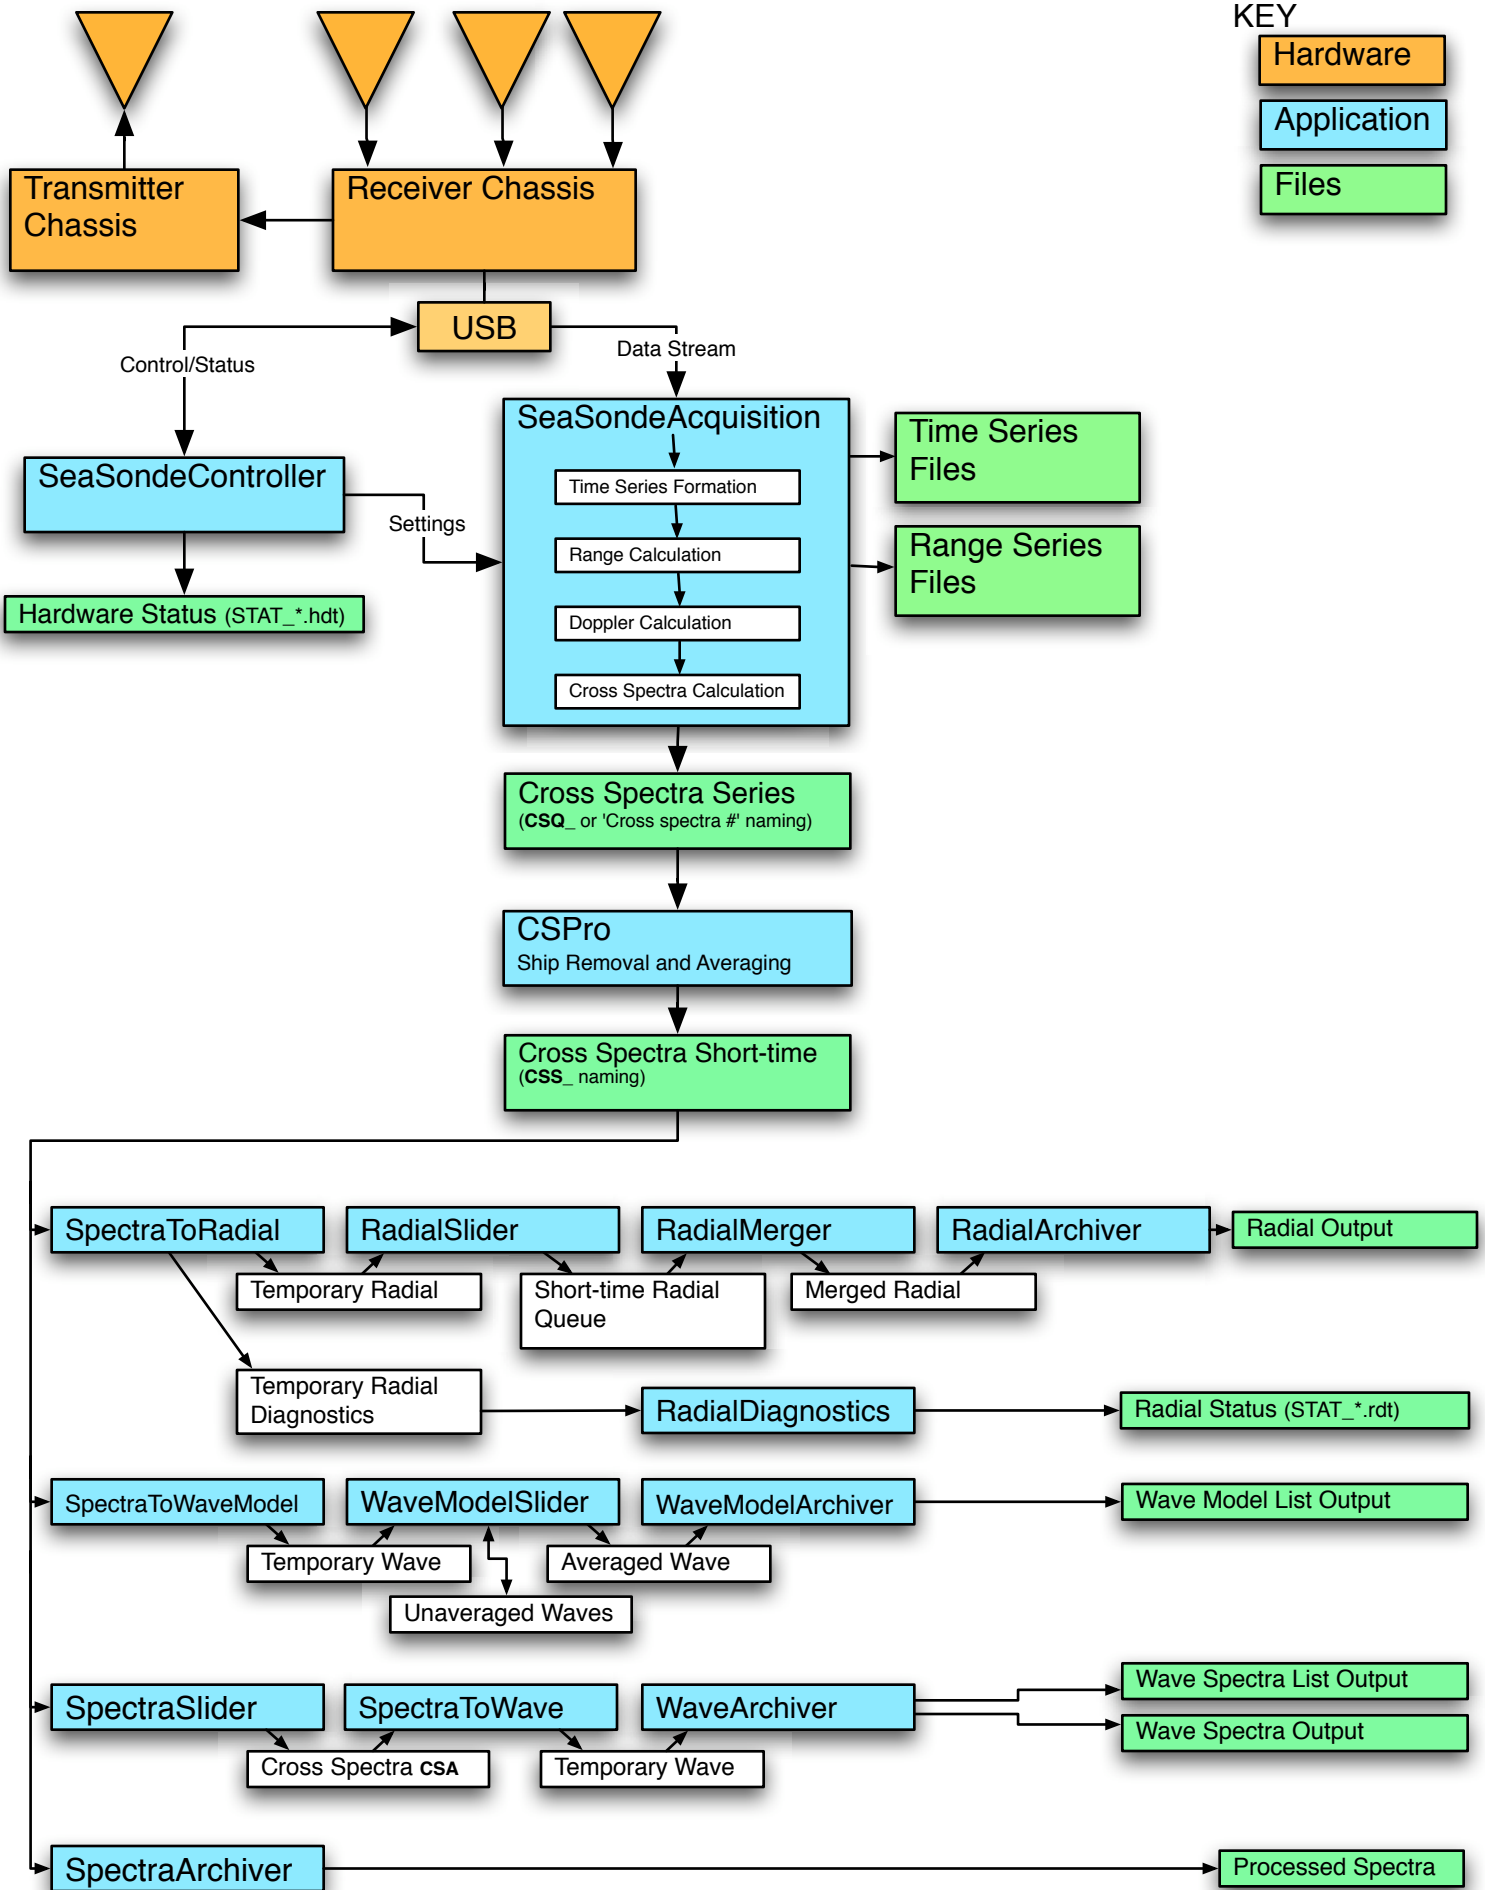 KEY
Hardware
Application
Files
Transmitter
Chassis
Receiver Chassis
USB
Control/Status
Data Stream
SeaSondeController
Settings
Hardware Status (STAT_*.hdt)
SeaSondeAcquisition
Time Series Formation
Range Calculation
Doppler Calculation
Cross Spectra Calculation
Time Series
Files
Range Series
Files
Cross Spectra Series
(CSQ_ or 'Cross spectra #' naming)
CSPro
Ship Removal and Averaging
Cross Spectra Short-time
(CSS_ naming)
SpectraToRadial
RadialSlider
RadialMerger
RadialArchiver
Radial Output
Temporary Radial
Short-time Radial
Queue
Merged Radial
Temporary Radial
Diagnostics
RadialDiagnostics
Radial Status (STAT_*.rdt)
SpectraToWaveModel
WaveModelSlider
WaveModelArchiver
Wave Model List Output
Temporary Wave
Averaged Wave
Unaveraged Waves
SpectraSlider
SpectraToWave
WaveArchiver
Wave Spectra List Output
Wave Spectra Output
Cross Spectra CSA
Temporary Wave
SpectraArchiver
Processed Spectra